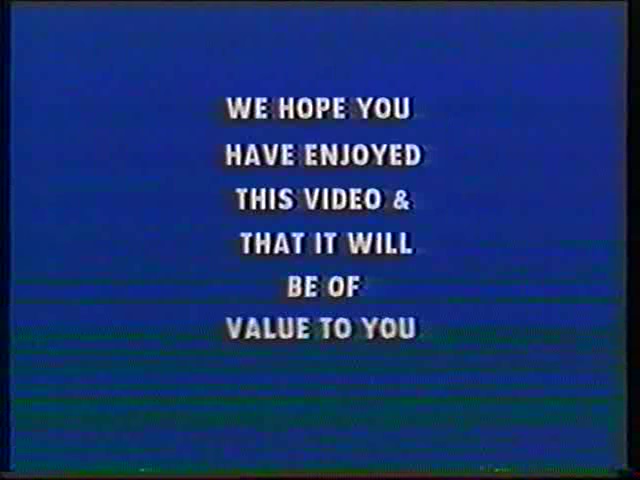 WE HOPE YOU
HAVE ENJOYED
THIS VIDEO &
THAT IT WILL
BE OF
VALUE TO YOU